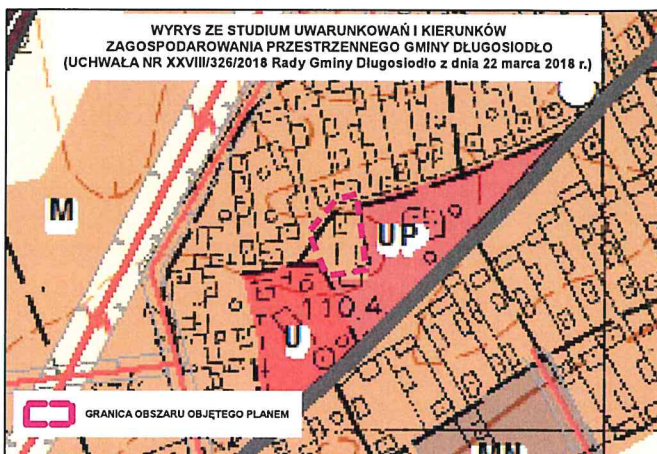 WYRYS ZE STUDIUM UWARUNKOWAŃ I KIERUNKÓW
ZAGOSPODAROWANIA PRZESTRZENNEGO GMINY DŁUGOSIODŁO
(UCHWAŁA NR XXVIII/326/2018 Rady Gminy Długosiodło z dnia 22 marca 2018 r.)
M
UP
110.4
U
GRANICA OBSZARU OBJĘTEGO PLANEM
MN